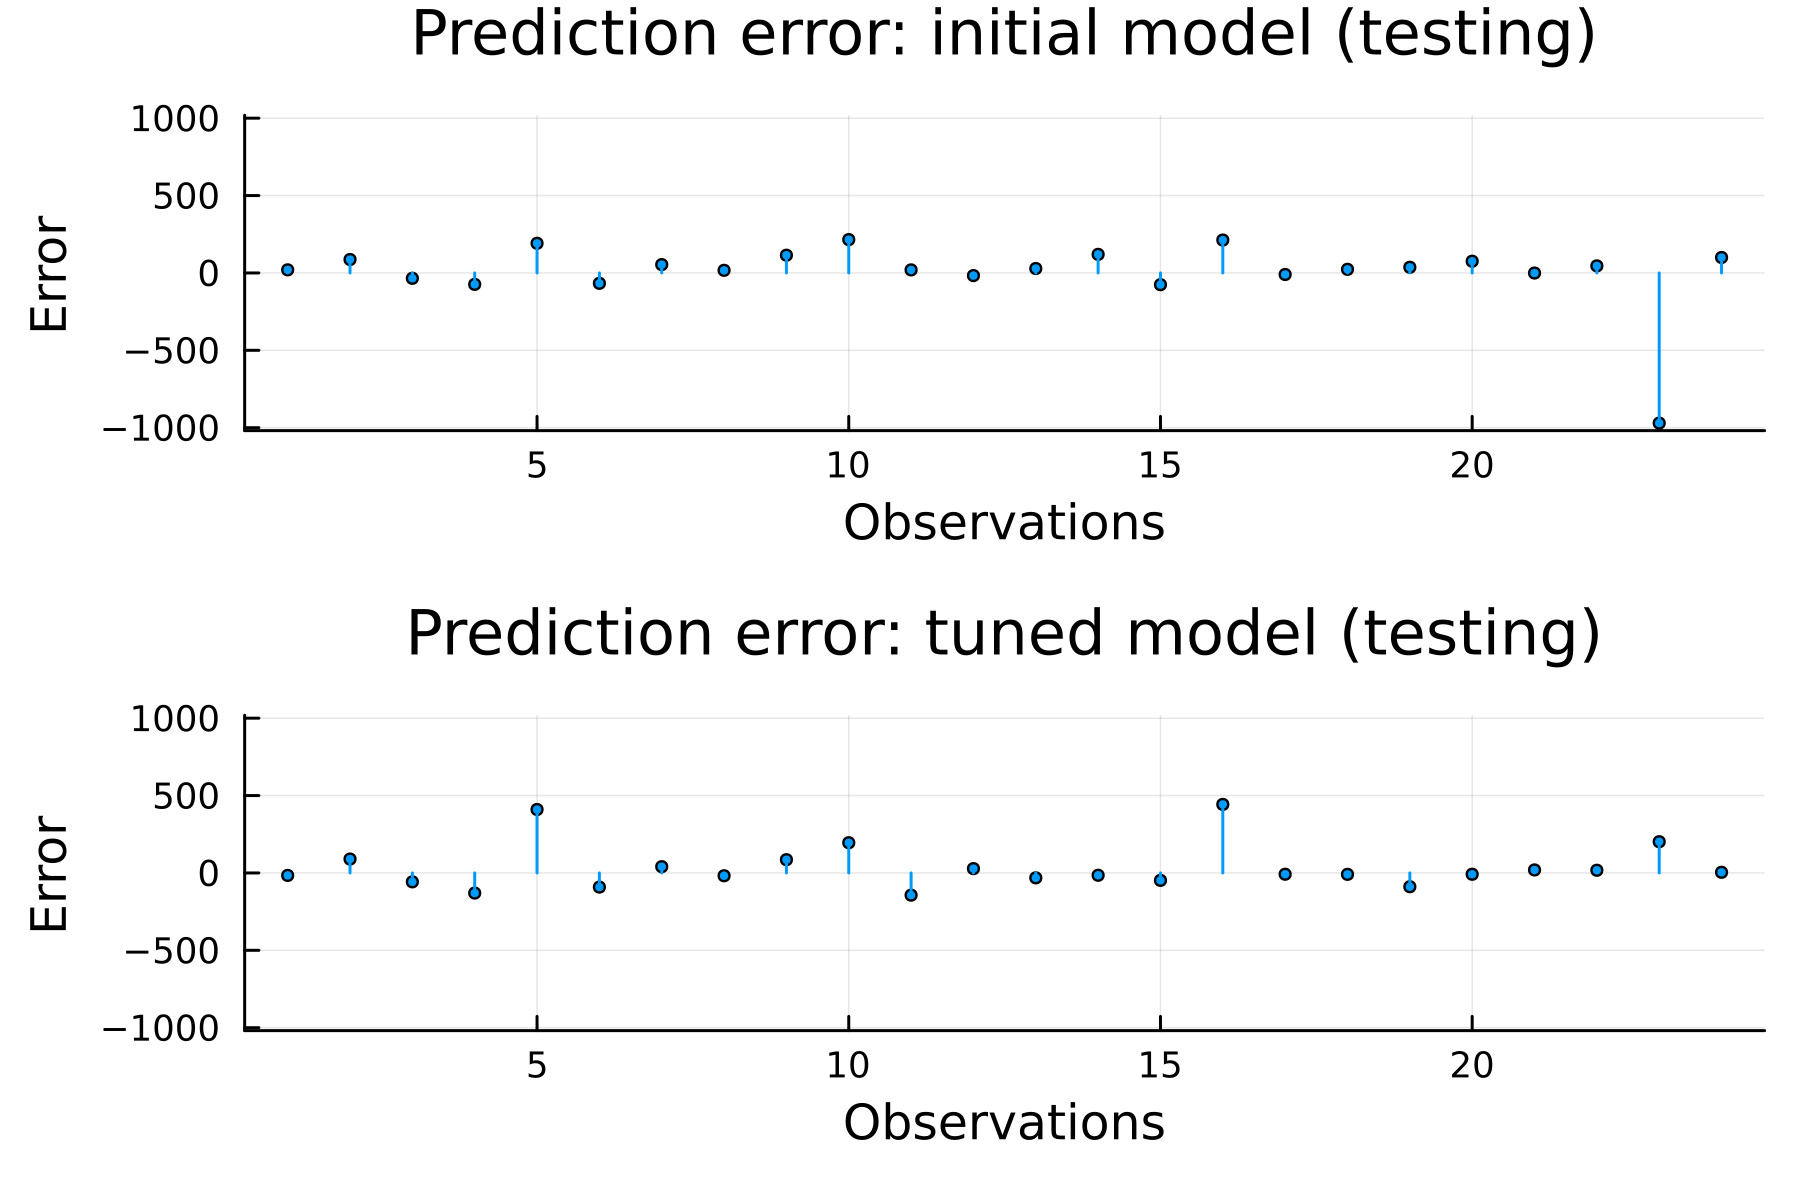 Prediction error: initial model (testing)
1000
500
0
−500
−1000
Error
5 10 15 20
Observations
Prediction error: tuned model (testing)
1000
500
0
−500
−1000
Error
5 10 15 20
Observations